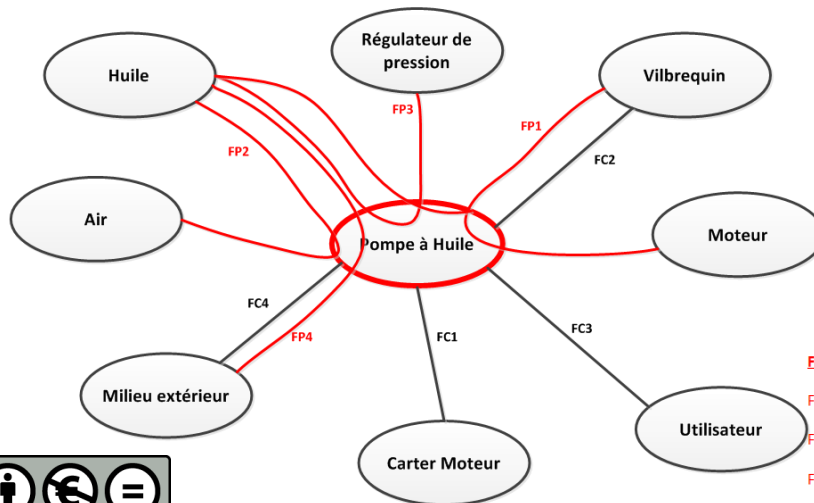 Régulateur de
pression
Huile
Vilbrequin
FP3
FP1
FP2
FC2
Air
Moteur
Pompe à Huile
FC4
FP4
FC1
FC3
Milieu extérieur
Utilisateur
Carter Moteur
F
F
F
F